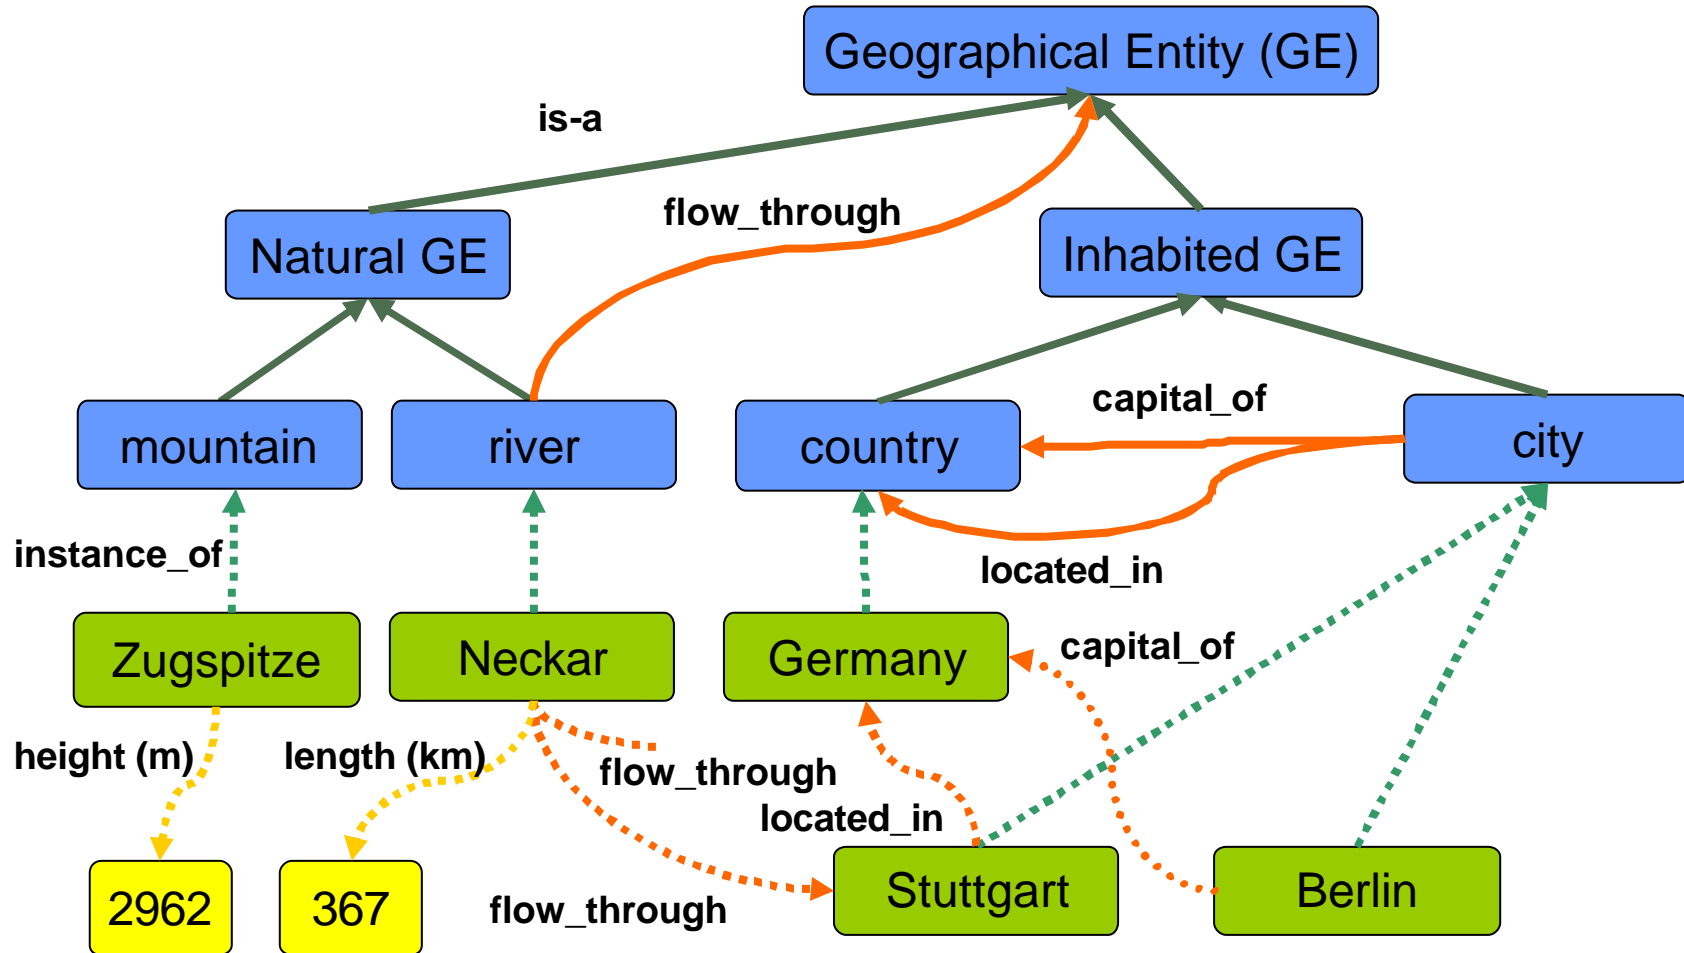 Geographical Entity (GE)
is-a
flow_through
Natural GE
Inhabited GE
capital_of
mountain
river
country
city
instance_of
located_in
Zugspitze
Neckar
Germany
capital_of
height (m)
length (km)
flow_through
located_in
2962
367
flow_through
Stuttgart
Berlin